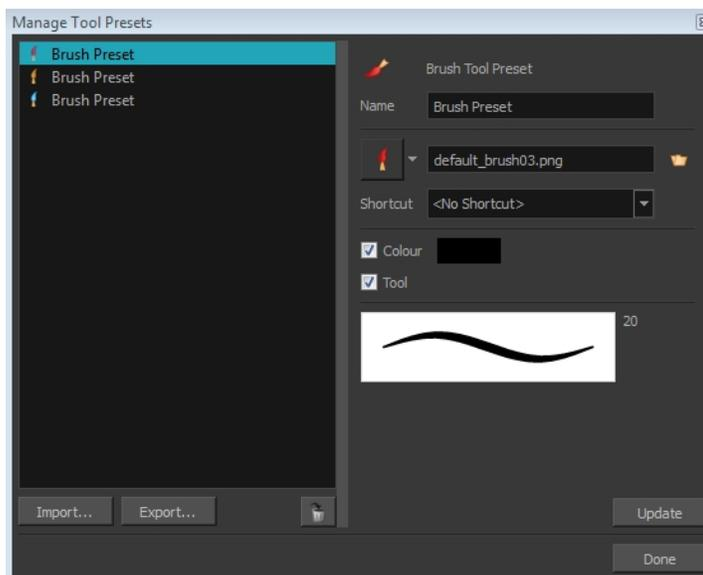 Manage Tool Presets
Brush Preset
Brush Preset
Brush Preset
Import...
Export...
Brush Tool Preset
Name
Brush Preset
default_brush03.png
Shortcut
<No Shortcut>
Colour
Tool
20
Update
Done